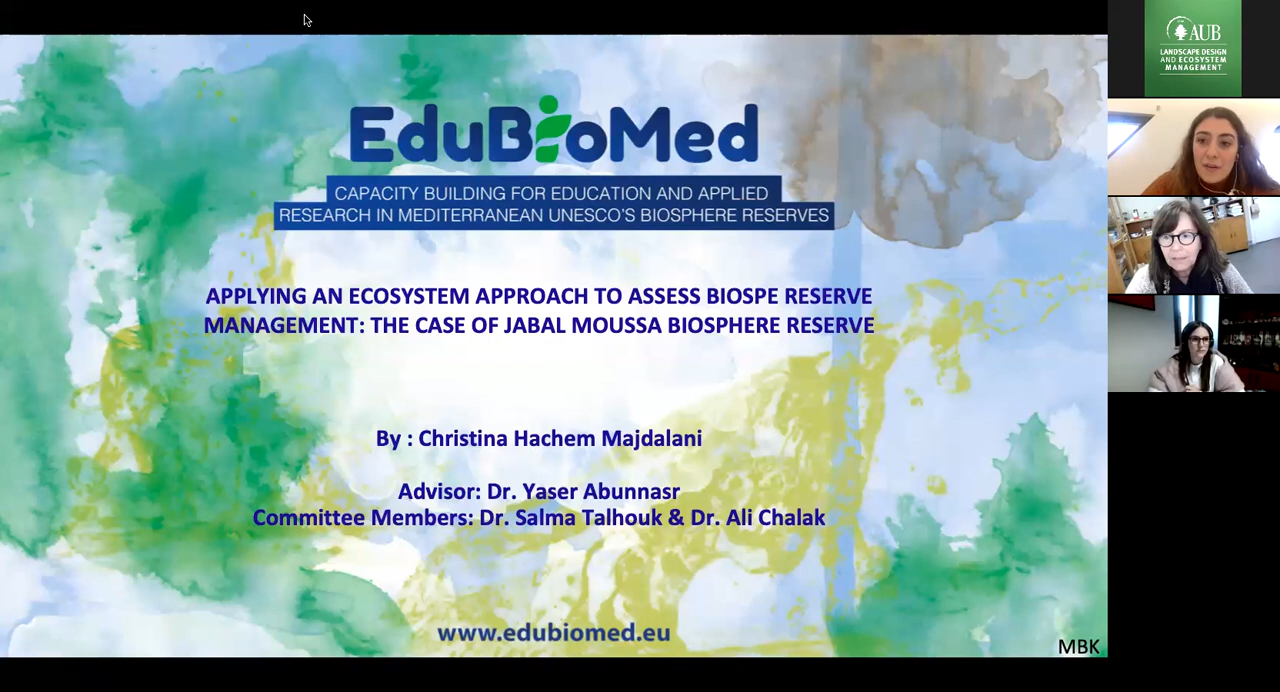 EduBioMed
CAPACITY BUILDING FOR EDUCATION AND APPLIED
RESEARCH IN MEDITERRANEAN UNESCO'S BIOSPHERE RESERVES
APPLYING AN ECOSYSTEM APPROACH TO ASSESS BIOSPE RESERVE
MANAGEMENT: THE CASE OF JABAL MOUSSA BIOSPHERE RESERVE
By : Christina Hachem Majdalani
Advisor: Dr. Yaser Abunnasr
Committee Members: Dr. Salma Talhouk & Dr. Ali Chalak
www.edubiomed.eu
MBK
AUB
LANDSCAPE DESIGN
AND ECOSYSTEM
MANAGEMENT